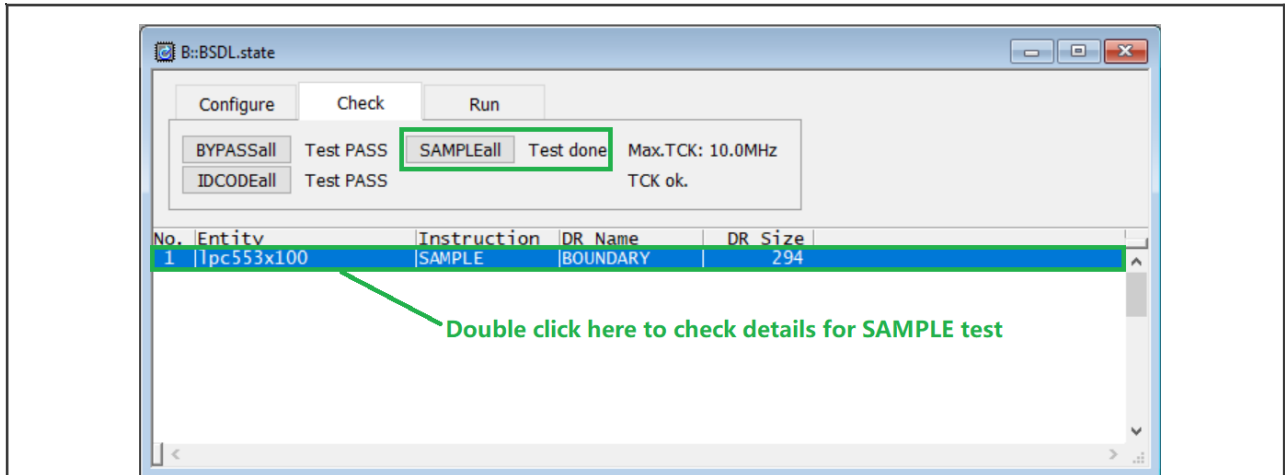 B::BSDL.state
Configure Check Run
BYPASSall Test PASS SAMPLEall Test done Max.TCK: 10.0MHz
IDCODEall Test PASS TCK ok.
No. Entity Instruction DR Name DR Size
1 lpc553x100 SAMPLE BOUNDARY 294
Double click here to check details for SAMPLE test